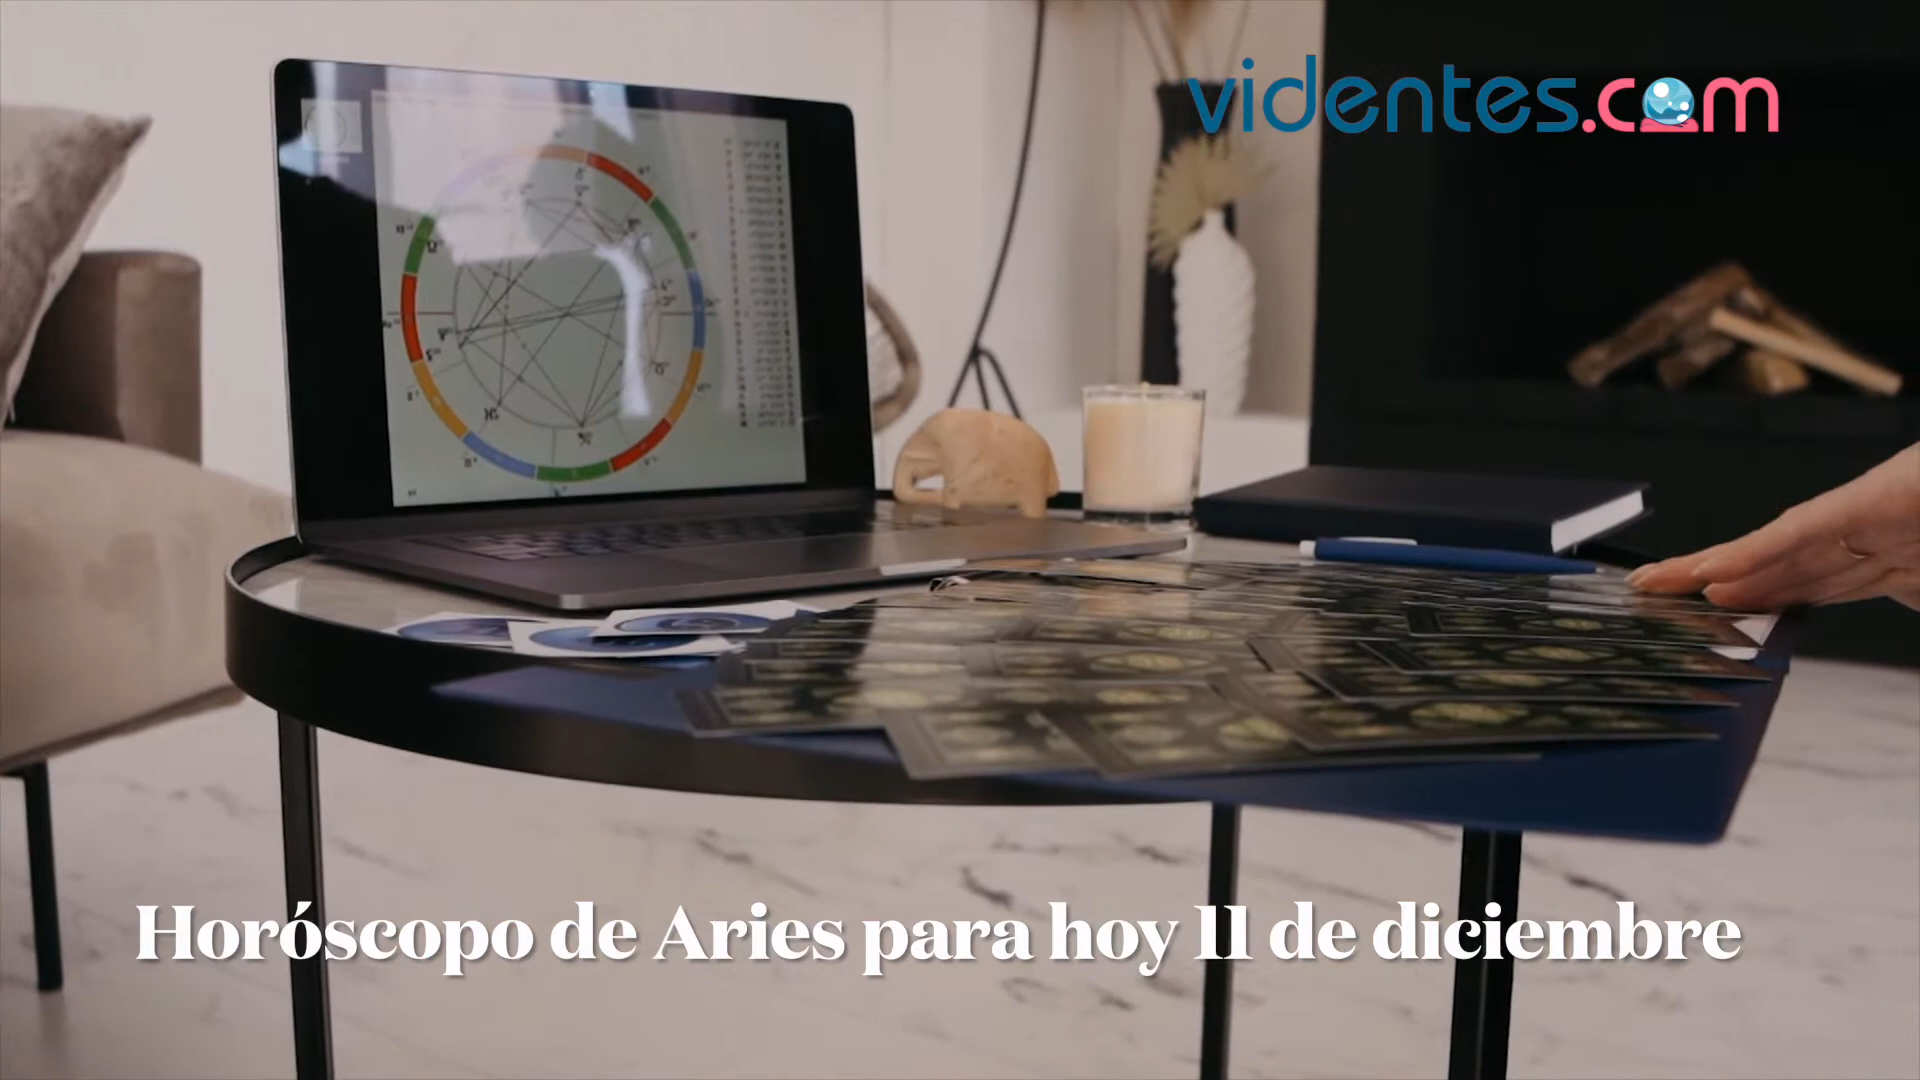 videntes.com
Horóscopo de Aries para hoy 11 de diciembre